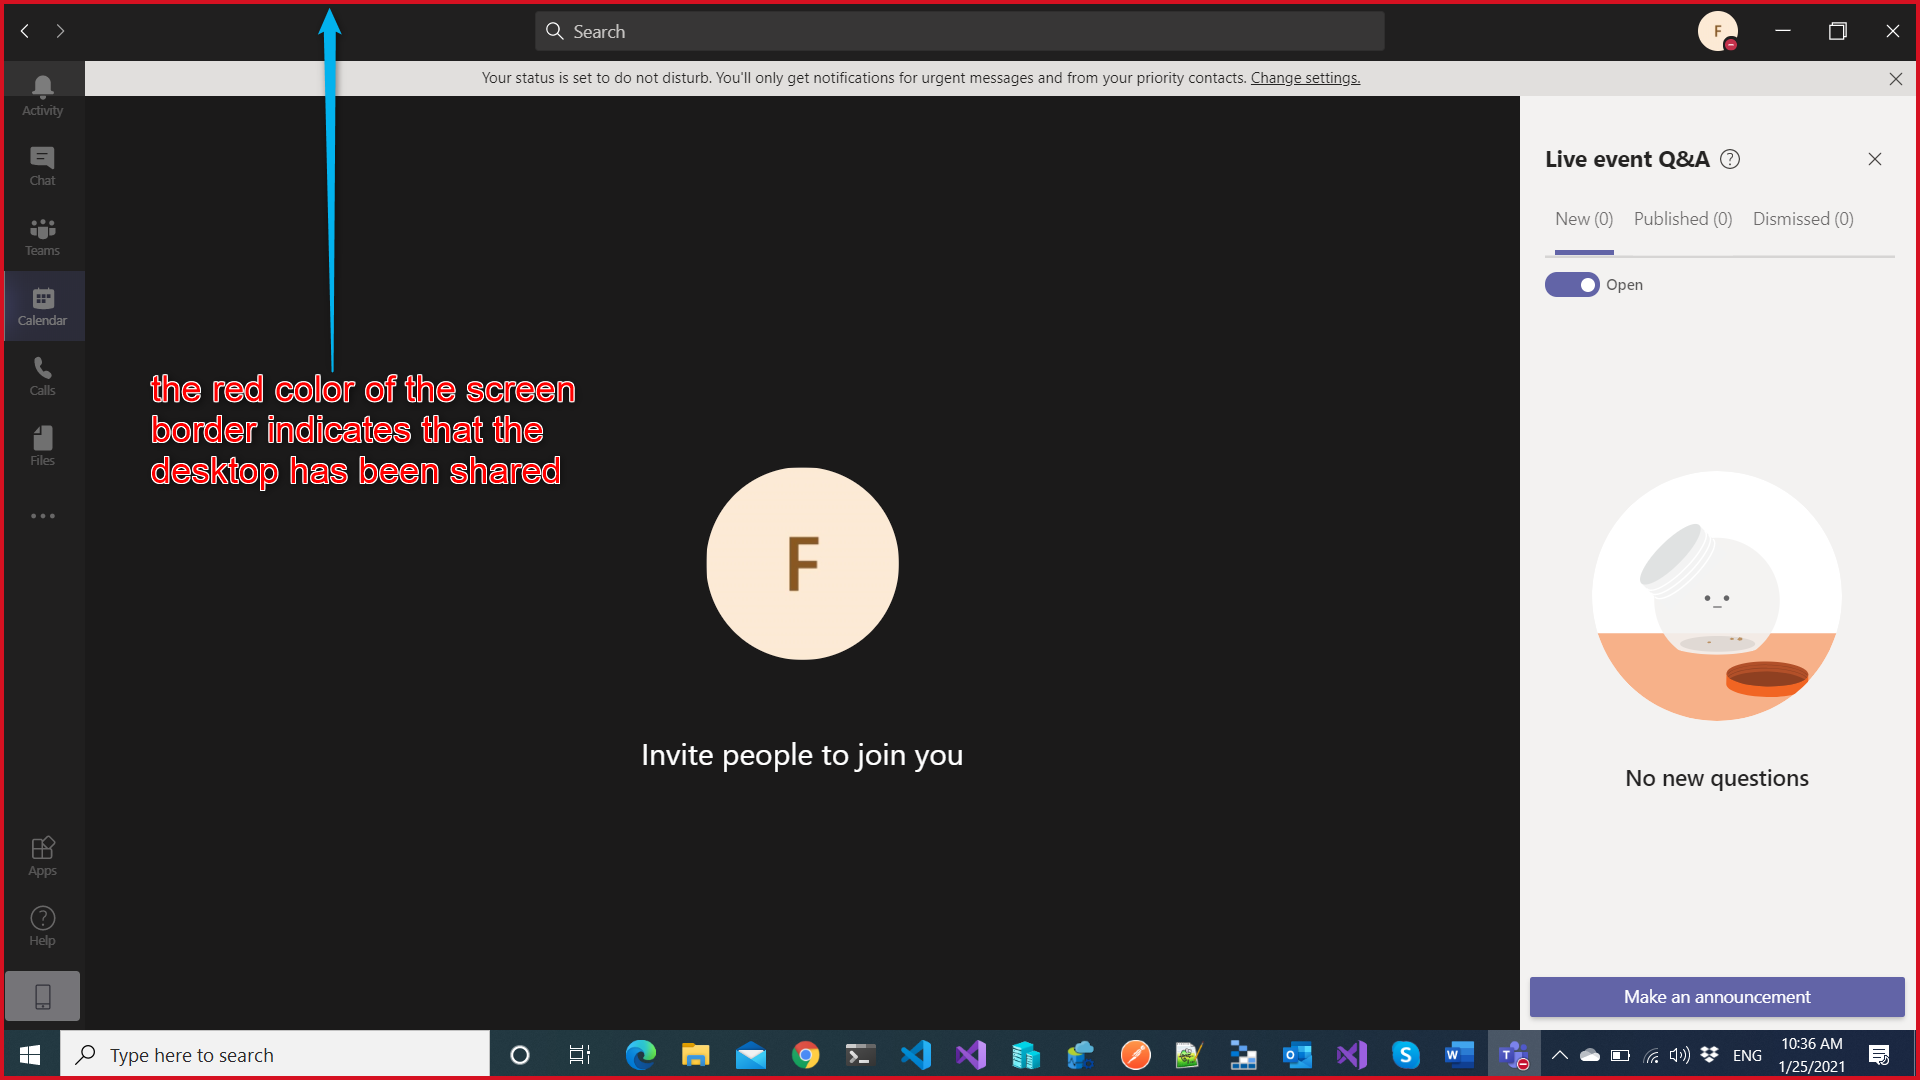 Search
F
Your status is set to do not disturb. You'll only get notifications for urgent messages and from your priority contacts. Change settings.
Activity
Chat
Teams
Calendar
Calls
Files
Apps
Help
the red color of the screen
border indicates that the
desktop has been shared
F
Invite people to join you
Live event Q&A ?
New (0) Published (0) Dismissed (0)
Open
No new questions
Make an announcement
Type here to search
ENG
10:36 AM
1/25/2021